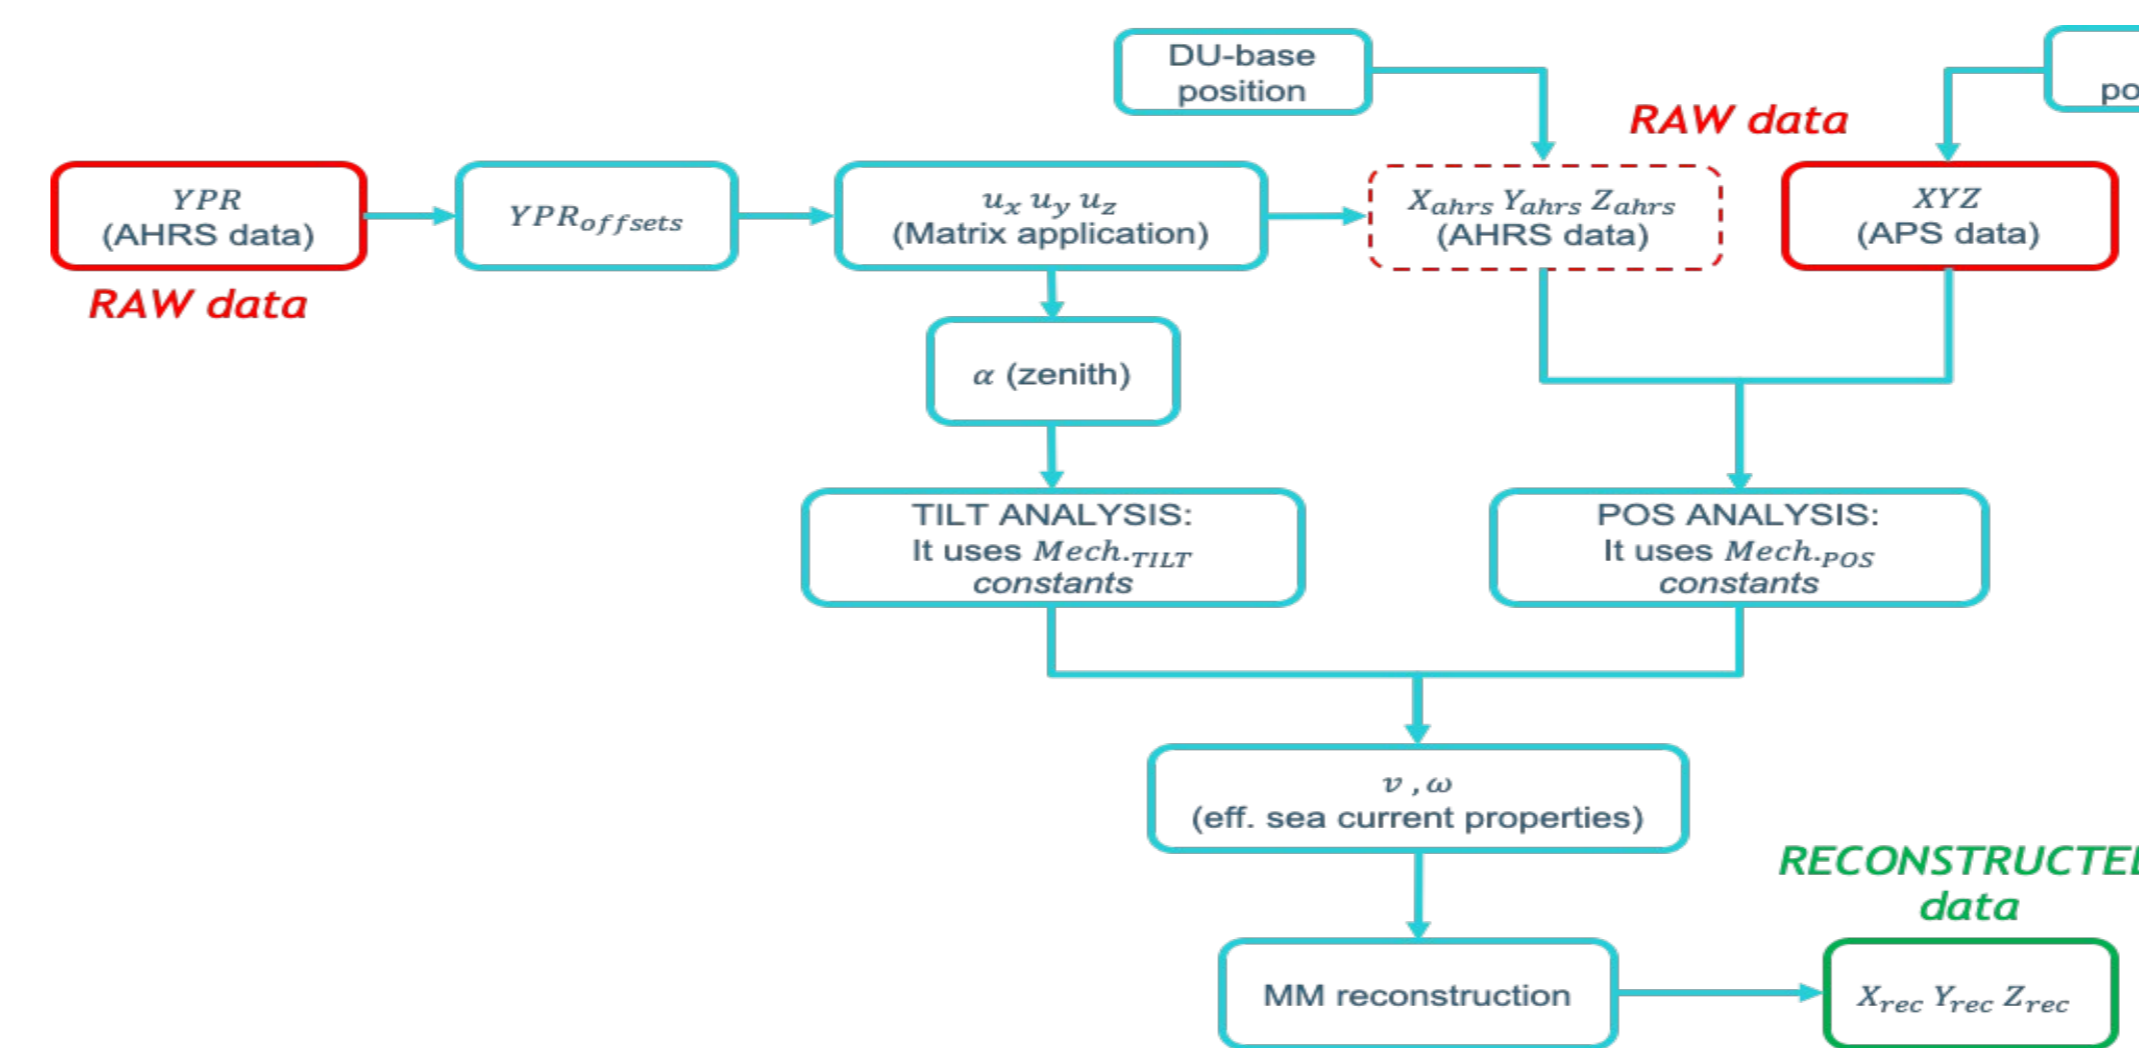 DU-base
position
RAW data
YPR
(AHRS data)
YPR_offsets
u_x u_y u_z
(Matrix application)
X_ahrs Y_ahrs Z_ahrs
(AHRS data)
XYZ
(APS data)
RAW data
α (zenith)
TILT ANALYSIS:
It uses Mech._TILT
constants
POS ANALYSIS:
It uses Mech._POS
constants
v , ω
(eff. sea current properties)
RECONSTRUCTED
data
MM reconstruction
X_rec Y_rec Z_rec